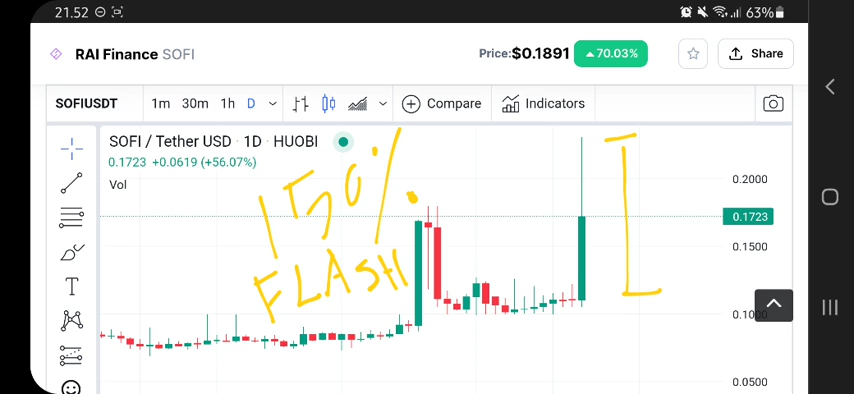 21.52 63%
RAI Finance SOFI Price:$0.1891 70.03% Share
SOFIUSDT 1m 30m 1h D Compare Indicators
SOFI / Tether USD · 1D · HUOBI
0.1723 +0.0619 (+56.07%)
Vol
150%
FLASH
0.2000
0.1723
0.1500
0.1000
0.0500
T